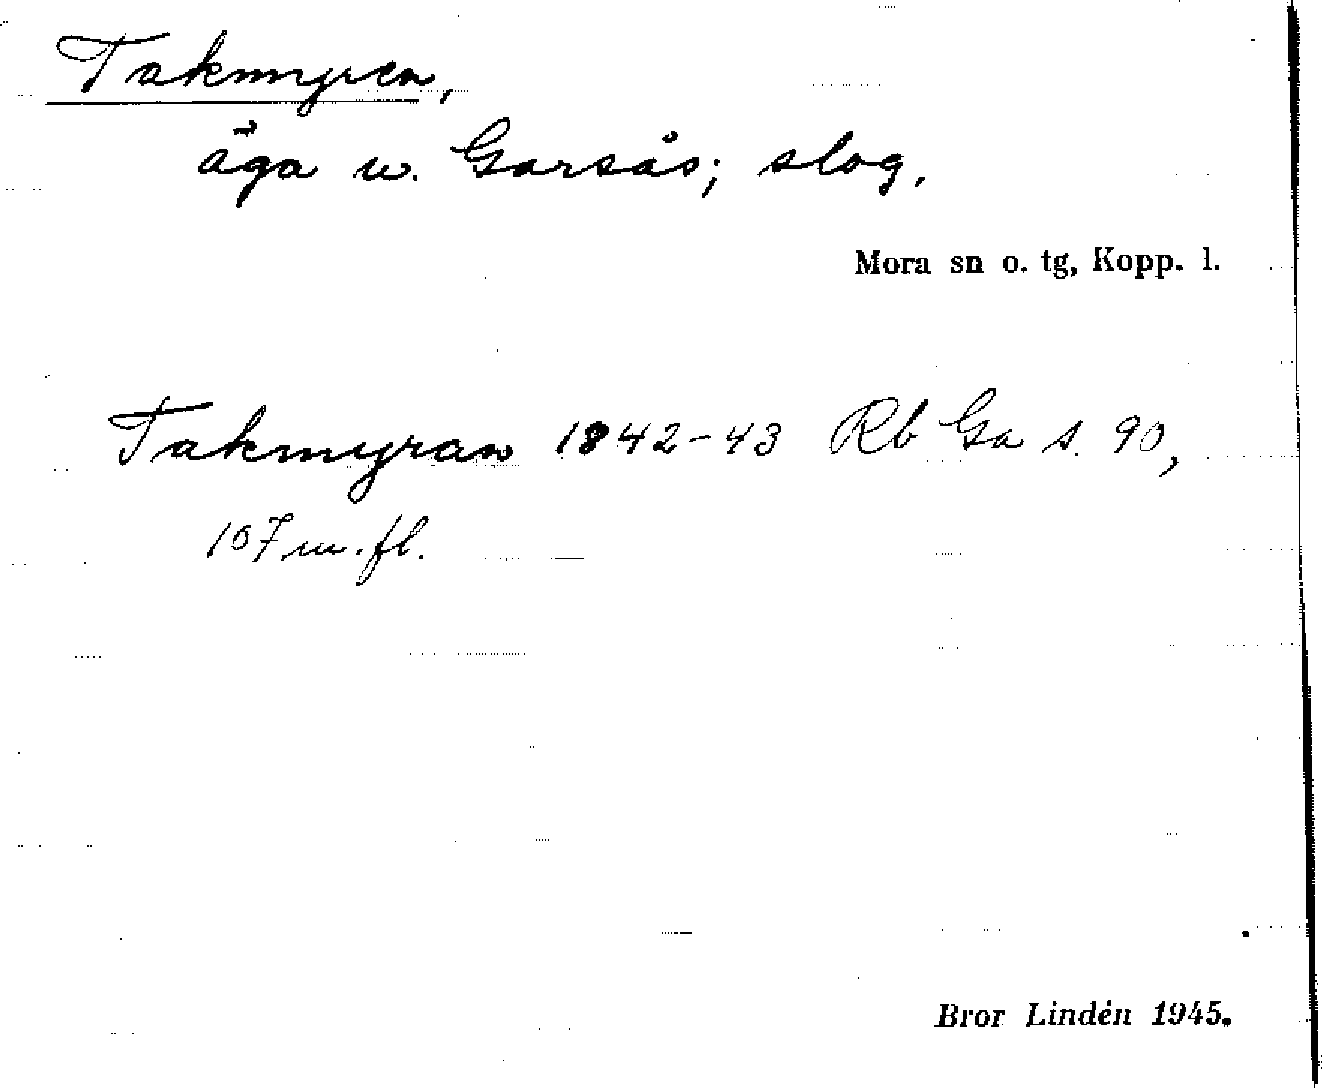 Takmyren,
äga u. Garsås; slog.
Mora sn o. tg, Kopp. l.
Takmyran 1842-43 Rb Ga s. 90,
107 m. fl.
Bror Lindén 1945.